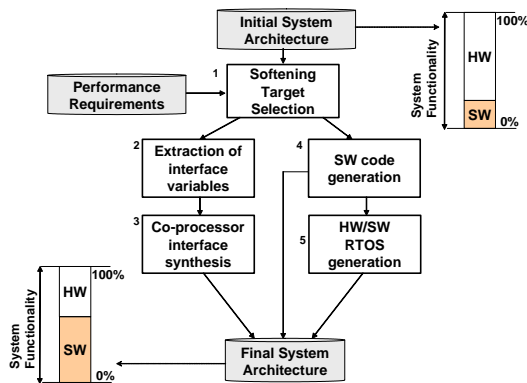 Initial System
Architecture
100%
HW
SW
0%
System
Functionality
Performance
Requirements
1
Softening
Target
Selection
2
Extraction of
interface
variables
4
SW code
generation
3
Co-processor
interface
synthesis
5
HW/SW
RTOS
generation
100%
HW
SW
0%
System
Functionality
Final System
Architecture